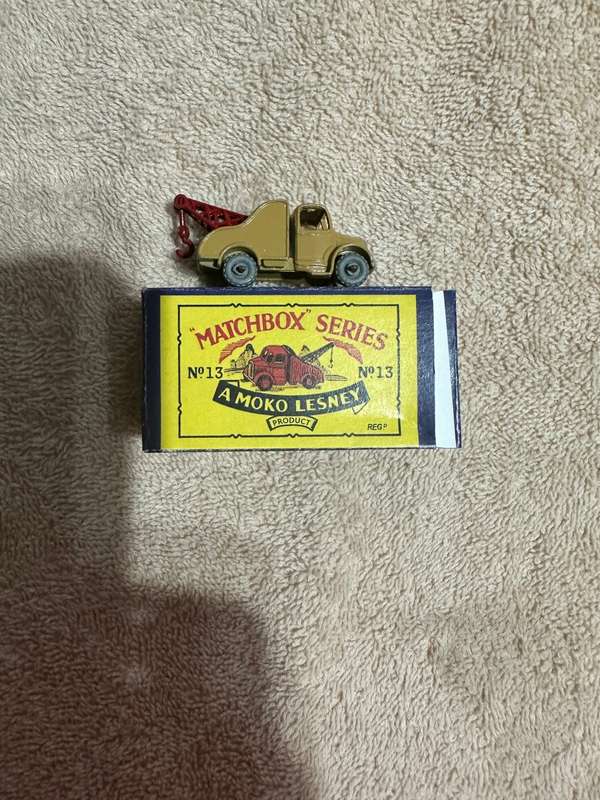 "MATCHBOX" SERIES
Nº13 Nº13
A MOKO LESNEY
PRODUCT
REGD